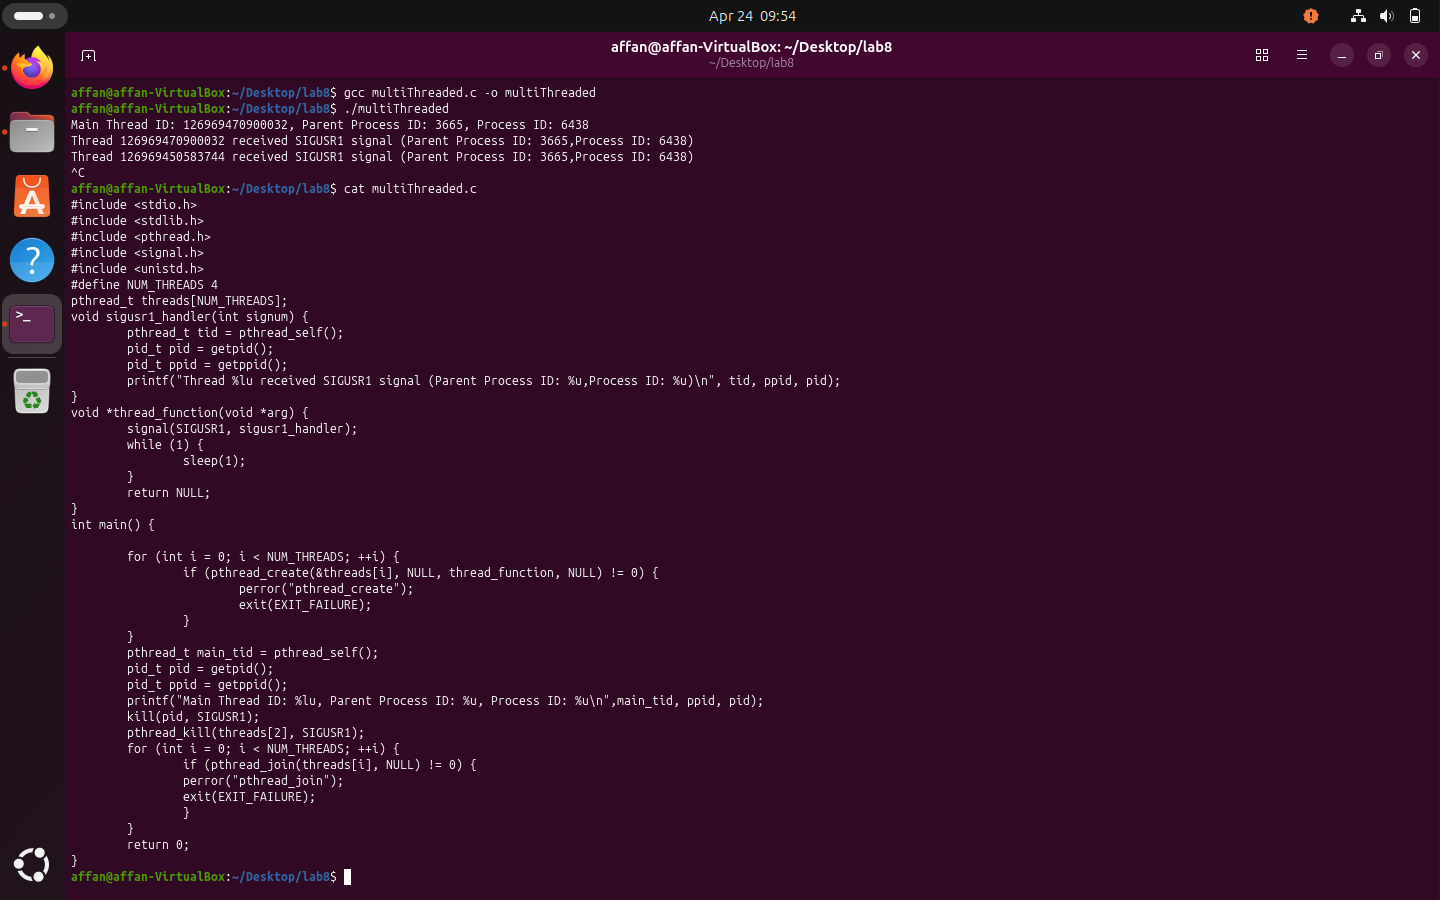 Apr 24 09:54
affan@affan-VirtualBox: ~/Desktop/lab8
~/Desktop/lab8
affan@affan-VirtualBox:~/Desktop/lab8$ gcc multiThreaded.c -o multiThreaded
affan@affan-VirtualBox:~/Desktop/lab8$ ./multiThreaded
Main Thread ID: 126969470900032, Parent Process ID: 3665, Process ID: 6438
Thread 126969470900032 received SIGUSR1 signal (Parent Process ID: 3665,Process ID: 6438)
Thread 126969450583744 received SIGUSR1 signal (Parent Process ID: 3665,Process ID: 6438)
^C
affan@affan-VirtualBox:~/Desktop/lab8$ cat multiThreaded.c
#include <stdio.h>
#include <stdlib.h>
#include <pthread.h>
#include <signal.h>
#include <unistd.h>
#define NUM_THREADS 4
pthread_t threads[NUM_THREADS];
void sigusr1_handler(int signum) {
        pthread_t tid = pthread_self();
        pid_t pid = getpid();
        pid_t ppid = getppid();
        printf("Thread %lu received SIGUSR1 signal (Parent Process ID: %u,Process ID: %u)\n", tid, ppid, pid);
}
void *thread_function(void *arg) {
        signal(SIGUSR1, sigusr1_handler);
        while (1) {
                sleep(1);
        }
        return NULL;
}
int main() {

        for (int i = 0; i < NUM_THREADS; ++i) {
                if (pthread_create(&threads[i], NULL, thread_function, NULL) != 0) {
                        perror("pthread_create");
                        exit(EXIT_FAILURE);
                }
        }
        pthread_t main_tid = pthread_self();
        pid_t pid = getpid();
        pid_t ppid = getppid();
        printf("Main Thread ID: %lu, Parent Process ID: %u, Process ID: %u\n",main_tid, ppid, pid);
        kill(pid, SIGUSR1);
        pthread_kill(threads[2], SIGUSR1);
        for (int i = 0; i < NUM_THREADS; ++i) {
                if (pthread_join(threads[i], NULL) != 0) {
                perror("pthread_join");
                exit(EXIT_FAILURE);
                }
        }
        return 0;
}
affan@affan-VirtualBox:~/Desktop/lab8$